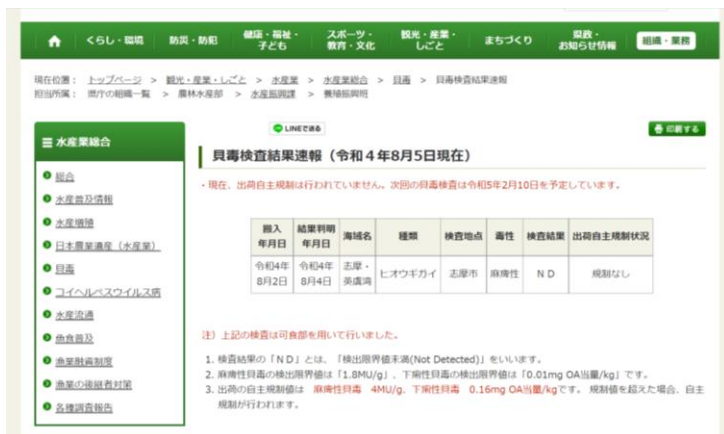 くらし・環境
防災・防犯
健康・福祉・
子ども
スポーツ・
教育・文化
観光・産業・
しごと
まちづくり
県政・
お知らせ情報
組織・業務
現在位置： トップページ > 観光・産業・しごと > 水産業 > 水産業総合 > 貝毒 > 貝毒検査結果速報
担当所属： 県庁の組織一覧 > 農林水産部 > 水産振興課 > 養殖振興班
LINEで送る
印刷する
水産業総合
総合
水産普及情報
水産増殖
日本農業遺産（水産業）
貝毒
コイヘルペスウイルス病
水産流通
魚食普及
漁業融資制度
漁業の後継者対策
各種調査報告
貝毒検査結果速報（令和４年8月5日現在）
・現在、出荷自主規制は行われていません。次回の貝毒検査は令和5年2月10日を予定しています。
搬入 年月日 結果判明 年月日 海域名 種類 検査地点 毒性 検査結果 出荷自主規制状況
令和4年 8月2日 令和4年 8月4日 志摩・ 英虞湾 ヒオウギガイ 志摩市 麻痺性 ＮＤ 規制なし
注）上記の検査は可食部を用いて行いました。
1. 検査結果の「ＮＤ」とは、「検出限界値未満(Not Detected)」をいいます。
2. 麻痺性貝毒の検出限界値は「1.8MU/g」、下痢性貝毒の検出限界値は「0.01mg OA当量/kg」です。
3. 出荷の自主規制値は 麻痺性貝毒 4MU/g、下痢性貝毒 0.16mg OA当量/kgです。 規制値を超えた場合、自主
規制が行われます。